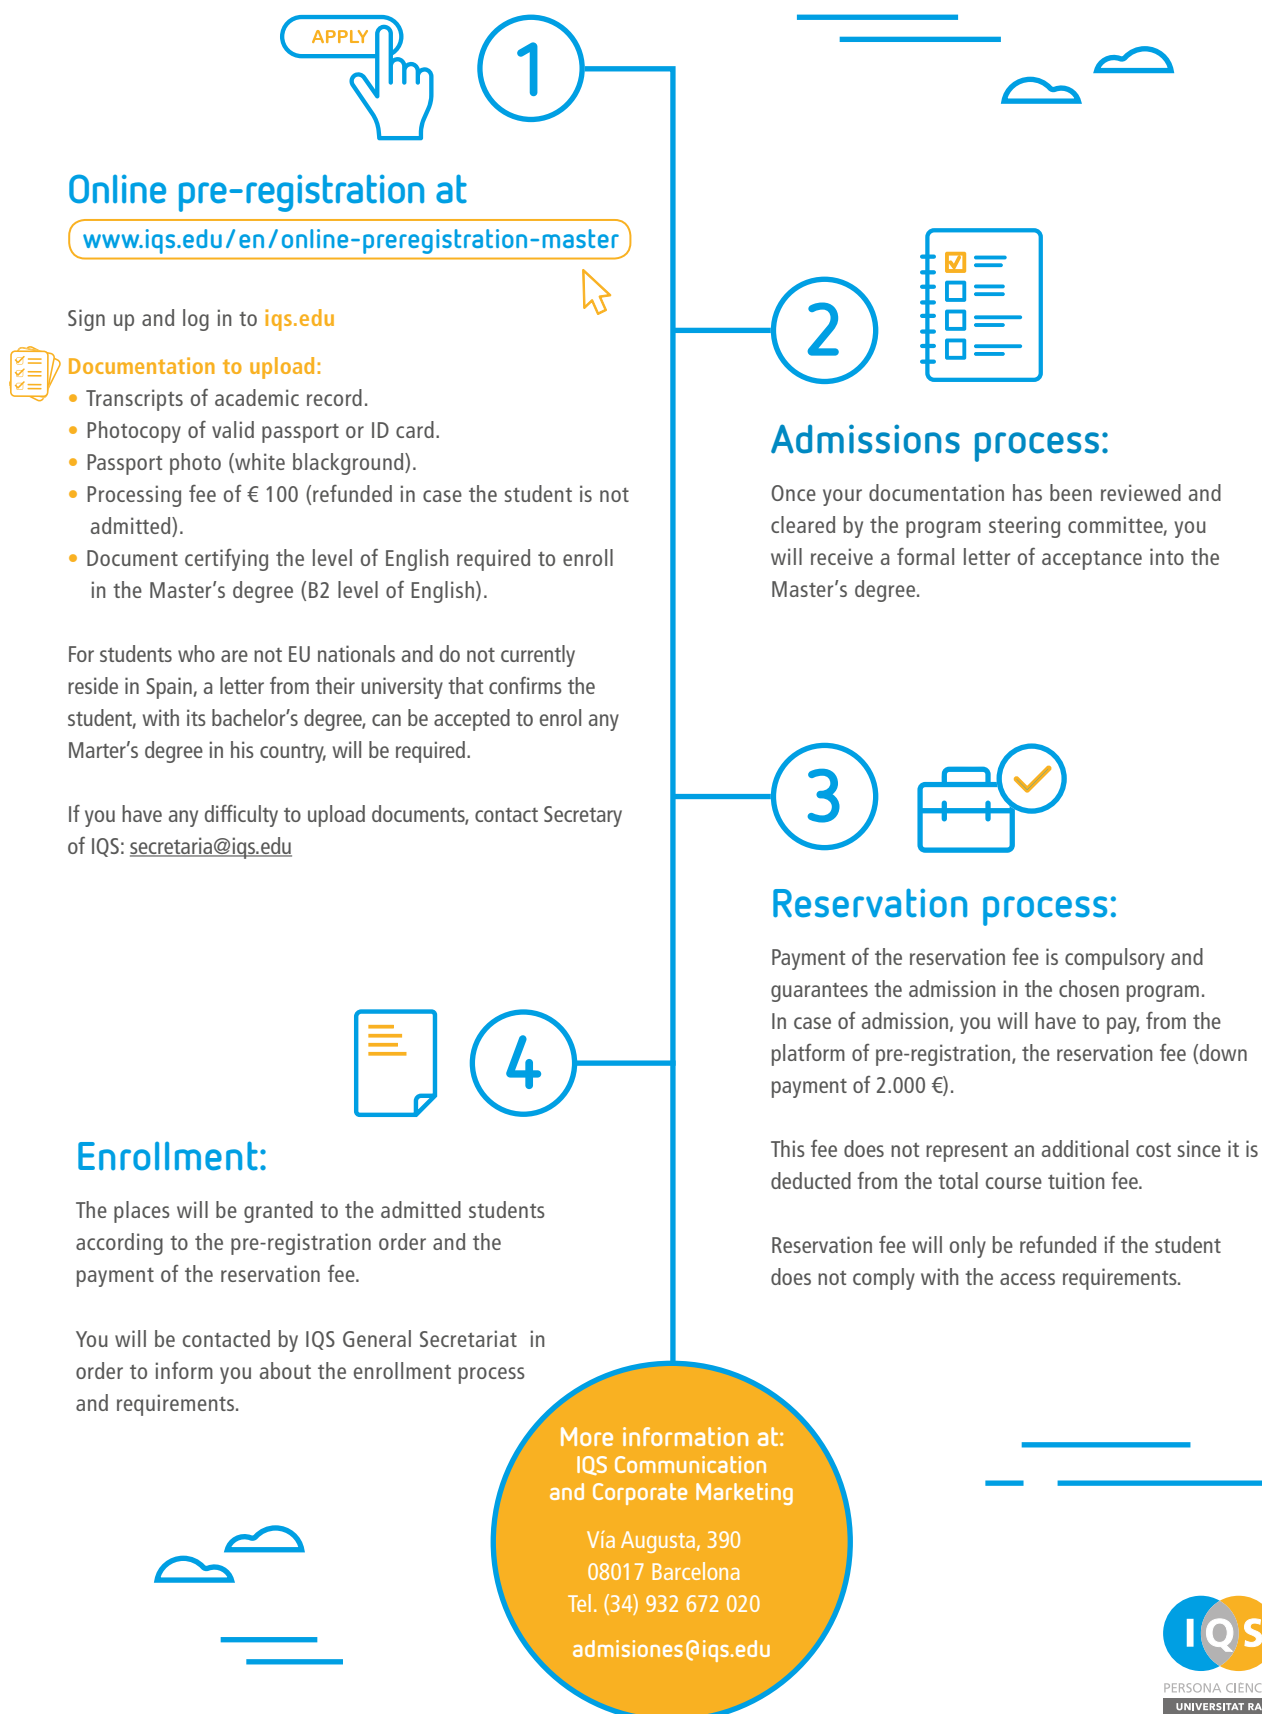 APPLY
1
Online pre-registration at
www.iqs.edu/en/online-preregistration-master
Sign up and log in to iqs.edu
Documentation to upload:
• Transcripts of academic record.
• Photocopy of valid passport or ID card.
• Passport photo (white blackground).
• Processing fee of € 100 (refunded in case the student is not
admitted).
• Document certifying the level of English required to enroll
in the Master’s degree (B2 level of English).
For students who are not EU nationals and do not currently
reside in Spain, a letter from their university that confirms the
student, with its bachelor’s degree, can be accepted to enrol any
Marter’s degree in his country, will be required.
If you have any difficulty to upload documents, contact Secretary
of IQS: secretaria@iqs.edu
2
Admissions process:
Once your documentation has been reviewed and
cleared by the program steering committee, you
will receive a formal letter of acceptance into the
Master’s degree.
3
Reservation process:
Payment of the reservation fee is compulsory and
guarantees the admission in the chosen program.
In case of admission, you will have to pay, from the
platform of pre-registration, the reservation fee (down
payment of 2.000 €).
This fee does not represent an additional cost since it is
deducted from the total course tuition fee.
Reservation fee will only be refunded if the student
does not comply with the access requirements.
4
Enrollment:
The places will be granted to the admitted students
according to the pre-registration order and the
payment of the reservation fee.
You will be contacted by IQS General Secretariat in
order to inform you about the enrollment process
and requirements.
More information at:
IQS Communication
and Corporate Marketing
Vía Augusta, 390
08017 Barcelona
Tel. (34) 932 672 020
admisiones@iqs.edu
IQS
PERSONA CIENC
UNIVERSITAT RA